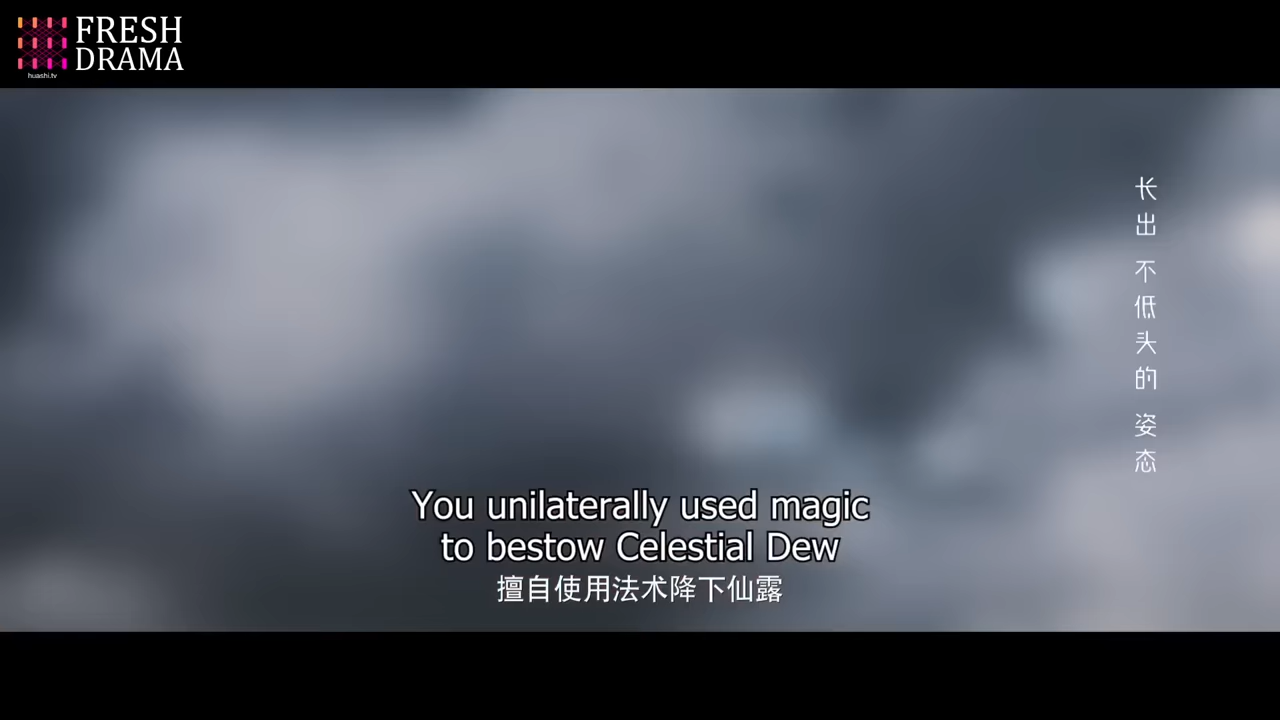 FRESH
DRAMA
huashi.tv
长出 不低头的 姿态
You unilaterally used magic
to bestow Celestial Dew
擅自使用法术降下仙露